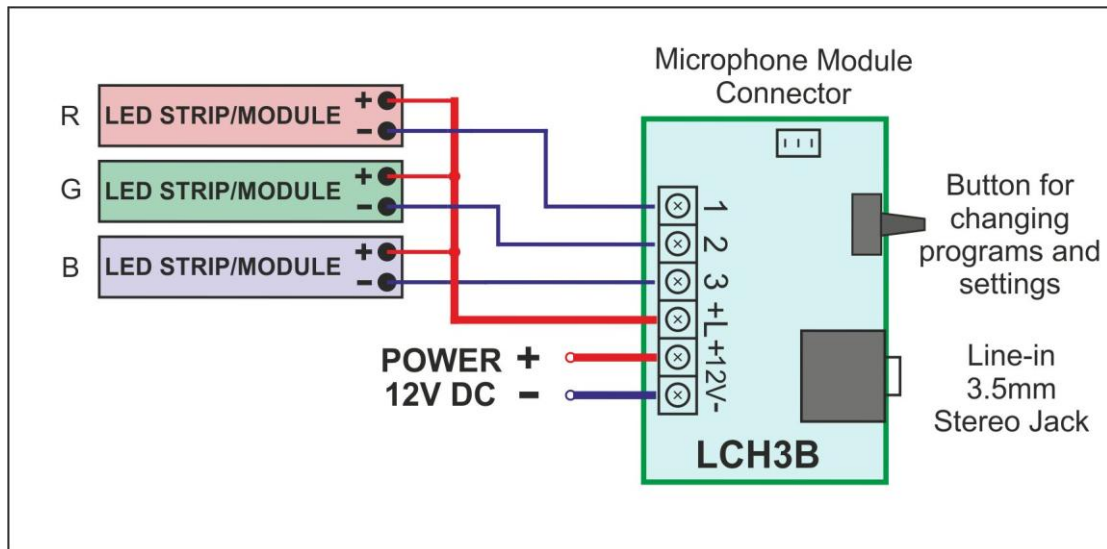 Microphone Module
Connector
R
LED STRIP/MODULE
+
-
G
LED STRIP/MODULE
+
-
B
LED STRIP/MODULE
+
-
1
2
3
+L
+12V-
POWER +
12V DC -
Button for
changing
programs and
settings
Line-in
3.5mm
Stereo Jack
LCH3B